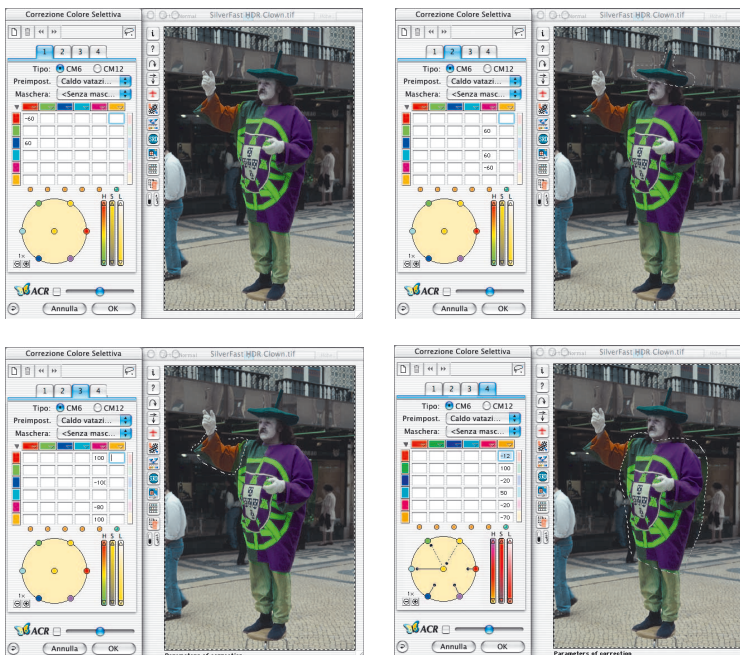 Correzione Colore Selettiva
SilverFast HDR Clown.tif
1 2 3 4
Tipo: CM6 CM12
Preimpost. Caldo vatazi...
Maschera: <Senza masc...
-60
60
H S L
1x
ACR
Annulla OK
Correzione Colore Selettiva
SilverFast HDR Clown.tif
1 2 3 4
Tipo: CM6 CM12
Preimpost. Caldo vatazi...
Maschera: <Senza masc...
60
60
-60
H S L
1x
ACR
Annulla OK
Correzione Colore Selettiva
SilverFast HDR Clown.tif
1 2 3 4
Tipo: CM6 CM12
Preimpost. Caldo vatazi...
Maschera: <Senza masc...
100
-80
100
H S L
1x
ACR
Annulla OK
Correzione Colore Selettiva
SilverFast HDR Clown.tif
1 2 3 4
Tipo: CM6 CM12
Preimpost. Caldo vatazi...
Maschera: <Senza masc...
100
-20
50
-20
-70
H S L
1x
ACR
Annulla OK
Parameters of correction